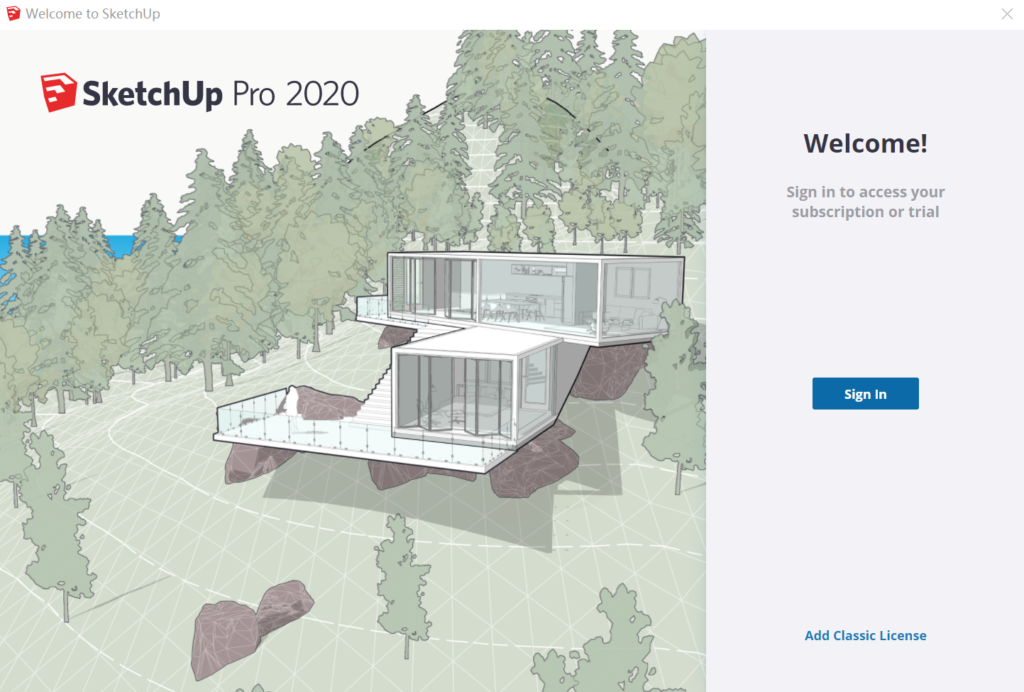 Welcome to SketchUp
SketchUp Pro 2020
Welcome!
Sign in to access your
subscription or trial
Sign In
Add Classic License